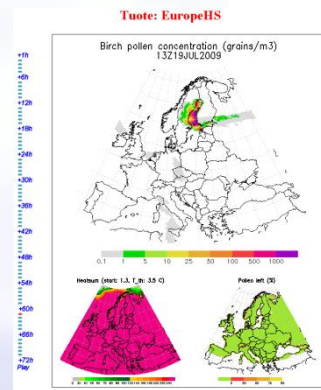 Tuote: EuropeHS
Birch pollen concentration (grains/m3)
13Z19JUL2009
+1h
+6h
+12h
+18h
+24h
+30h
+36h
+42h
+48h
+54h
+60h
+66h
+72h
Play
0.1 1 5 10 25 50 100 500 1000
Heatsum (start: 1.3, T_th: 3.5 C)
Pollen left (%)